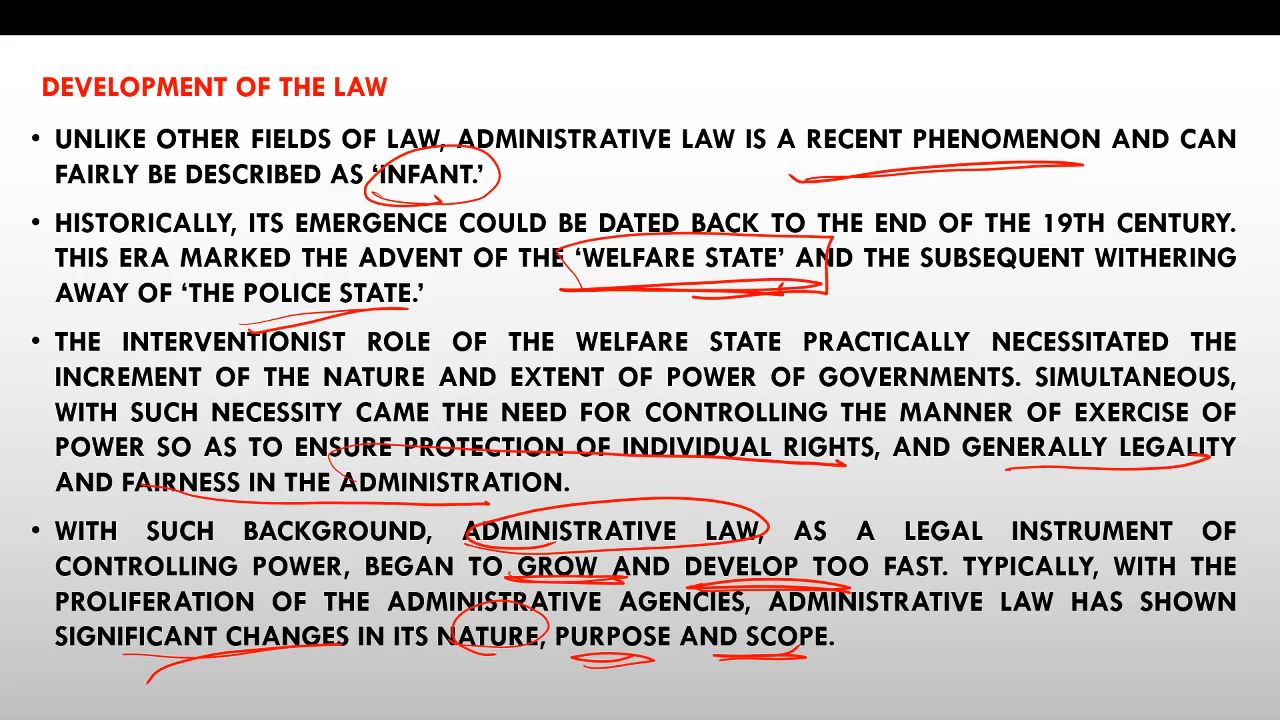 DEVELOPMENT OF THE LAW
• UNLIKE OTHER FIELDS OF LAW, ADMINISTRATIVE LAW IS A RECENT PHENOMENON AND CAN
FAIRLY BE DESCRIBED AS ‘INFANT.’
• HISTORICALLY, ITS EMERGENCE COULD BE DATED BACK TO THE END OF THE 19TH CENTURY.
THIS ERA MARKED THE ADVENT OF THE ‘WELFARE STATE’ AND THE SUBSEQUENT WITHERING
AWAY OF ‘THE POLICE STATE.’
• THE INTERVENTIONIST ROLE OF THE WELFARE STATE PRACTICALLY NECESSITATED THE
INCREMENT OF THE NATURE AND EXTENT OF POWER OF GOVERNMENTS. SIMULTANEOUS,
WITH SUCH NECESSITY CAME THE NEED FOR CONTROLLING THE MANNER OF EXERCISE OF
POWER SO AS TO ENSURE PROTECTION OF INDIVIDUAL RIGHTS, AND GENERALLY LEGALITY
AND FAIRNESS IN THE ADMINISTRATION.
• WITH SUCH BACKGROUND, ADMINISTRATIVE LAW, AS A LEGAL INSTRUMENT OF
CONTROLLING POWER, BEGAN TO GROW AND DEVELOP TOO FAST. TYPICALLY, WITH THE
PROLIFERATION OF THE ADMINISTRATIVE AGENCIES, ADMINISTRATIVE LAW HAS SHOWN
SIGNIFICANT CHANGES IN ITS NATURE, PURPOSE AND SCOPE.